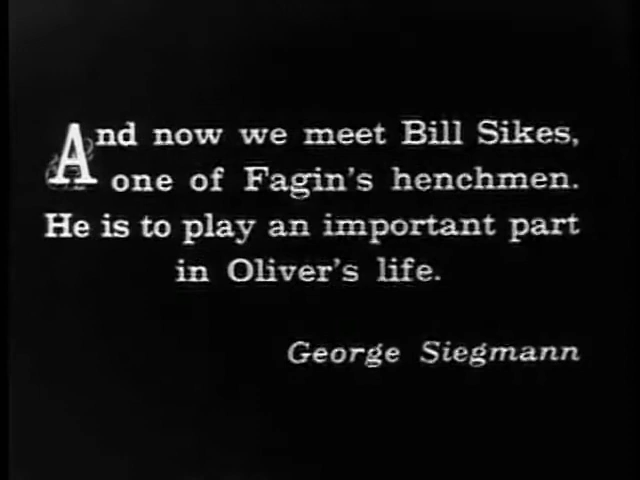 And now we meet Bill Sikes,
one of Fagin's henchmen.
He is to play an important part
in Oliver's life.
George Siegmann